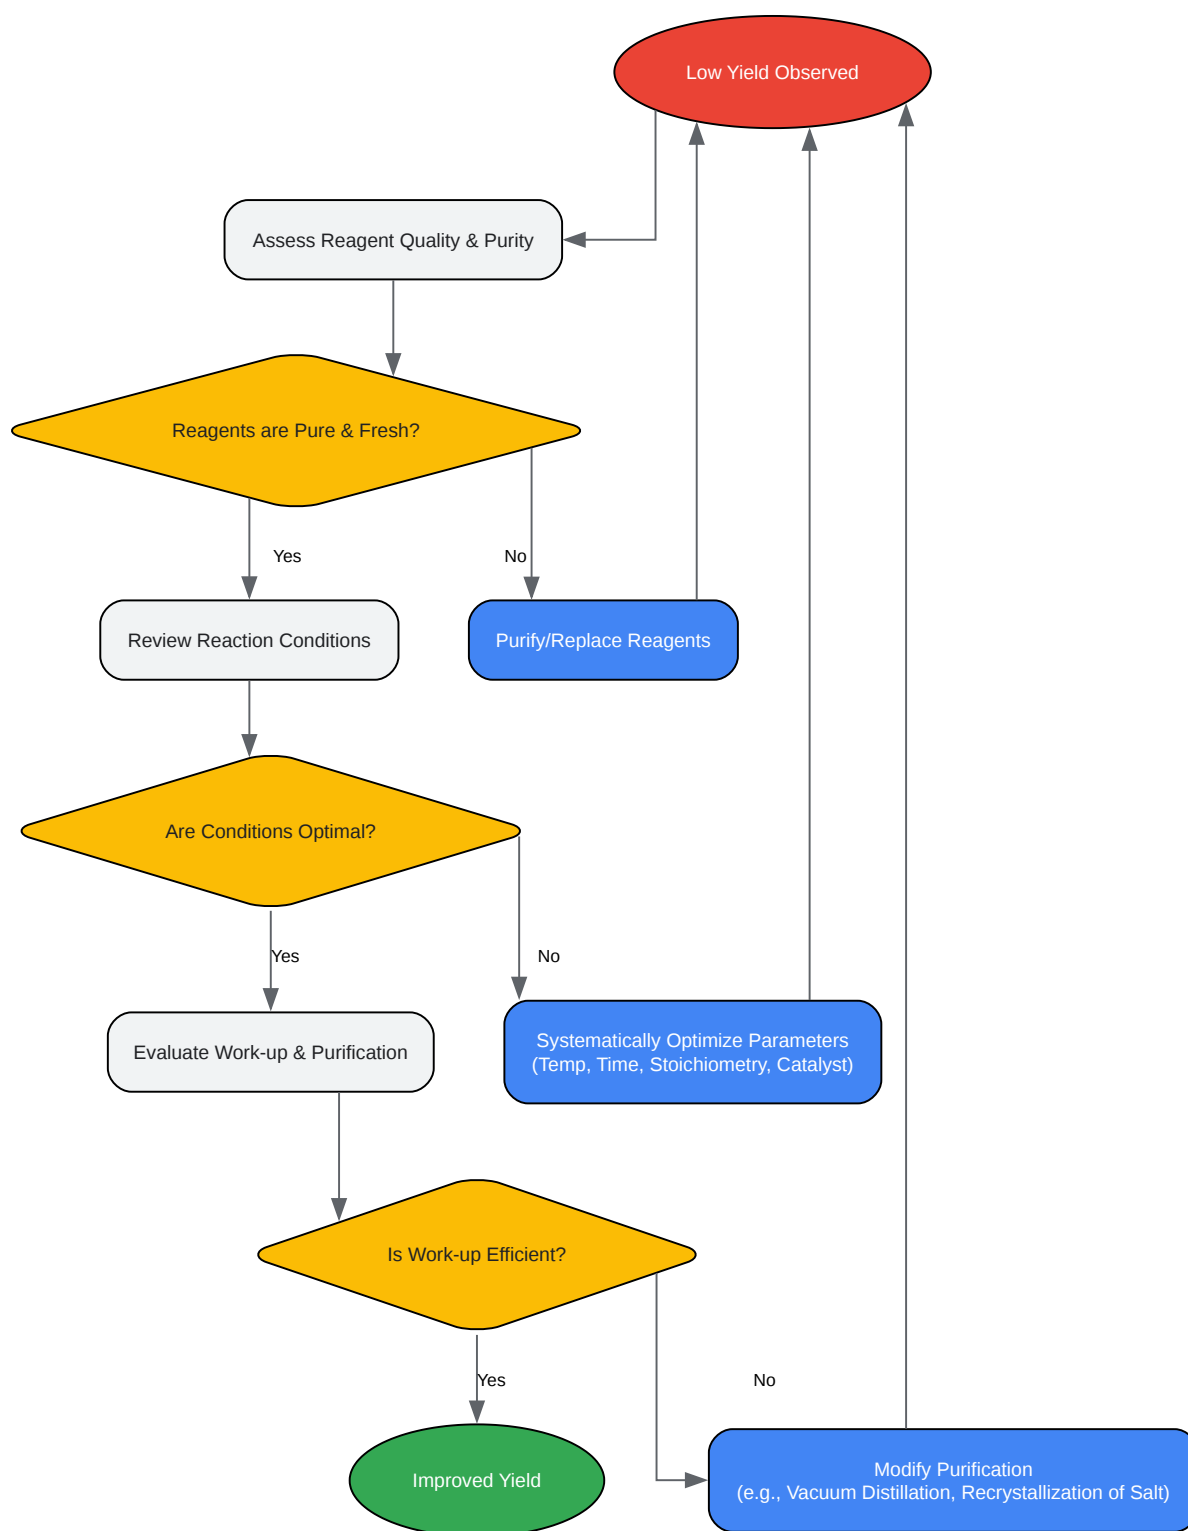 Low Yield Observed
Assess Reagent Quality & Purity
Reagents are Pure & Fresh?
Yes
No
Review Reaction Conditions
Purify/Replace Reagents
Are Conditions Optimal?
Yes
No
Systematically Optimize Parameters
(Temp, Time, Stoichiometry, Catalyst)
Evaluate Work-up & Purification
Is Work-up Efficient?
Yes
No
Improved Yield
Modify Purification
(e.g., Vacuum Distillation, Recrystallization of Salt)